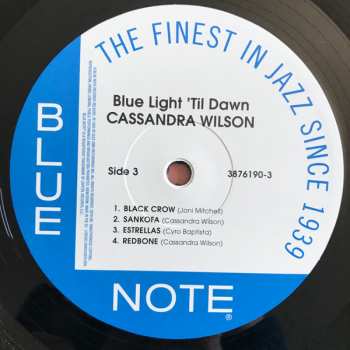 THE FINEST IN JAZZ SINCE 1939
Blue Light 'Til Dawn
CASSANDRA WILSON
Side 3 3876190-3
1. BLACK CROW (Joni Mitchell)
2. SANKOFA (Cassandra Wilson)
3. ESTRELLAS (Cyro Baptista)
4. REDBONE (Cassandra Wilson)
BLUE
NOTE®